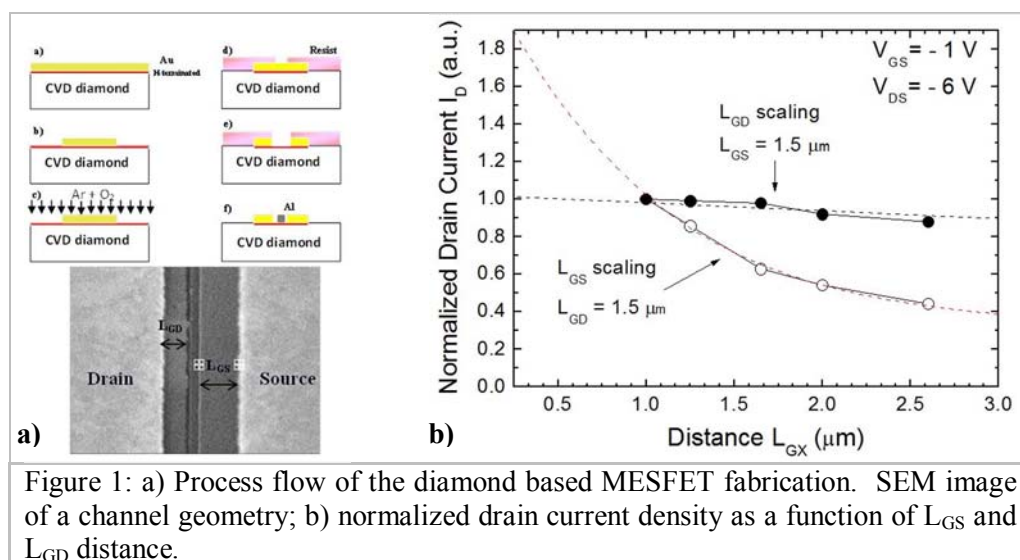 a)
Au
H-terminated
CVD diamond
b)
CVD diamond
c)
Ar + O2
CVD diamond
d)
Resist
CVD diamond
e)
CVD diamond
f)
Al
CVD diamond
LGD
LGS
Drain
Source
a)
b)
Normalized Drain Current ID (a.u.)
1.8
1.6
1.4
1.2
1.0
0.8
0.6
0.4
0.2
0.0
VGS = - 1 V
VDS = - 6 V
LGD scaling
LGS = 1.5 μm
LGS scaling
LGD = 1.5 μm
0.5 1.0 1.5 2.0 2.5 3.0
Distance LGX (μm)
Figure 1: a) Process flow of the diamond based MESFET fabrication. SEM image
of a channel geometry; b) normalized drain current density as a function of LGS and
LGD distance.